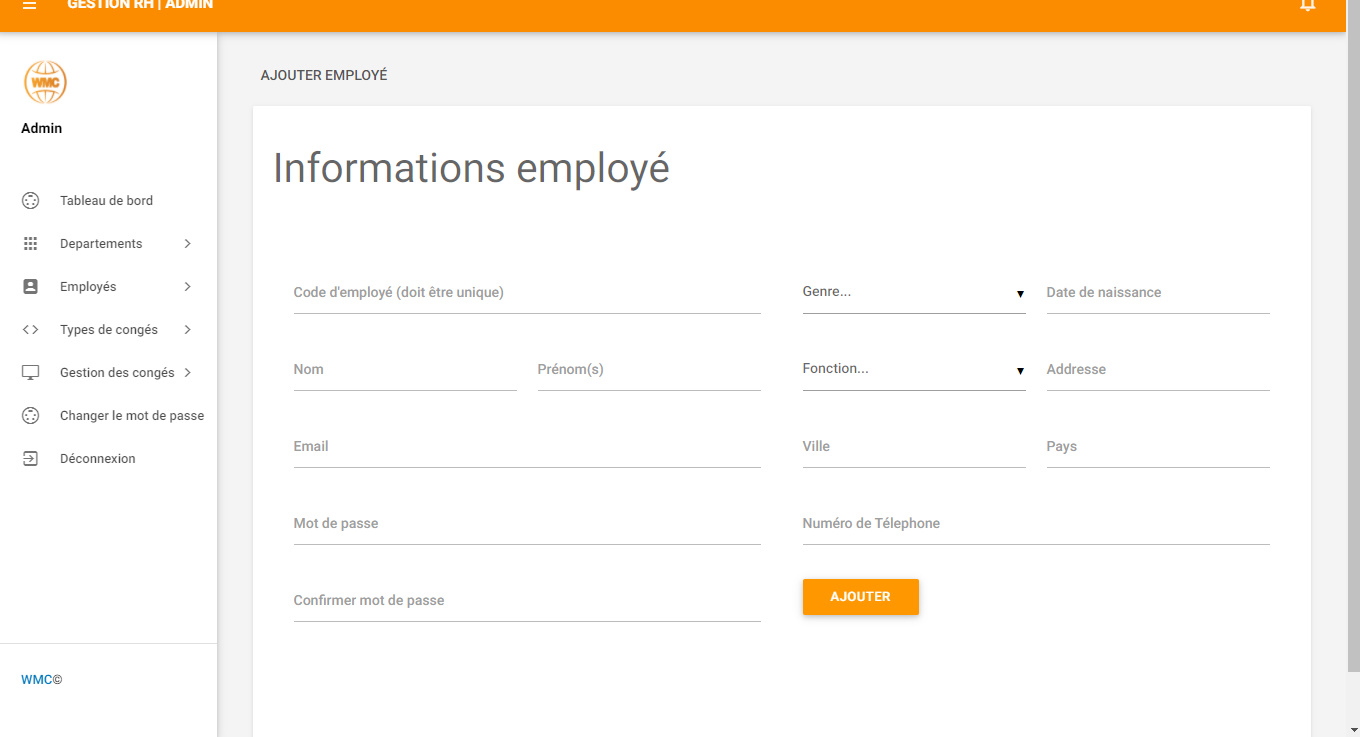 GESTION RH | ADMIN
WMC
Admin
Tableau de bord
Departements
Employés
Types de congés
Gestion des congés
Changer le mot de passe
Déconnexion
WMC©
AJOUTER EMPLOYÉ
Informations employé
Code d'employé (doit être unique)
Genre...
Date de naissance
Nom
Prénom(s)
Fonction...
Addresse
Email
Ville
Pays
Mot de passe
Numéro de Télephone
Confirmer mot de passe
AJOUTER